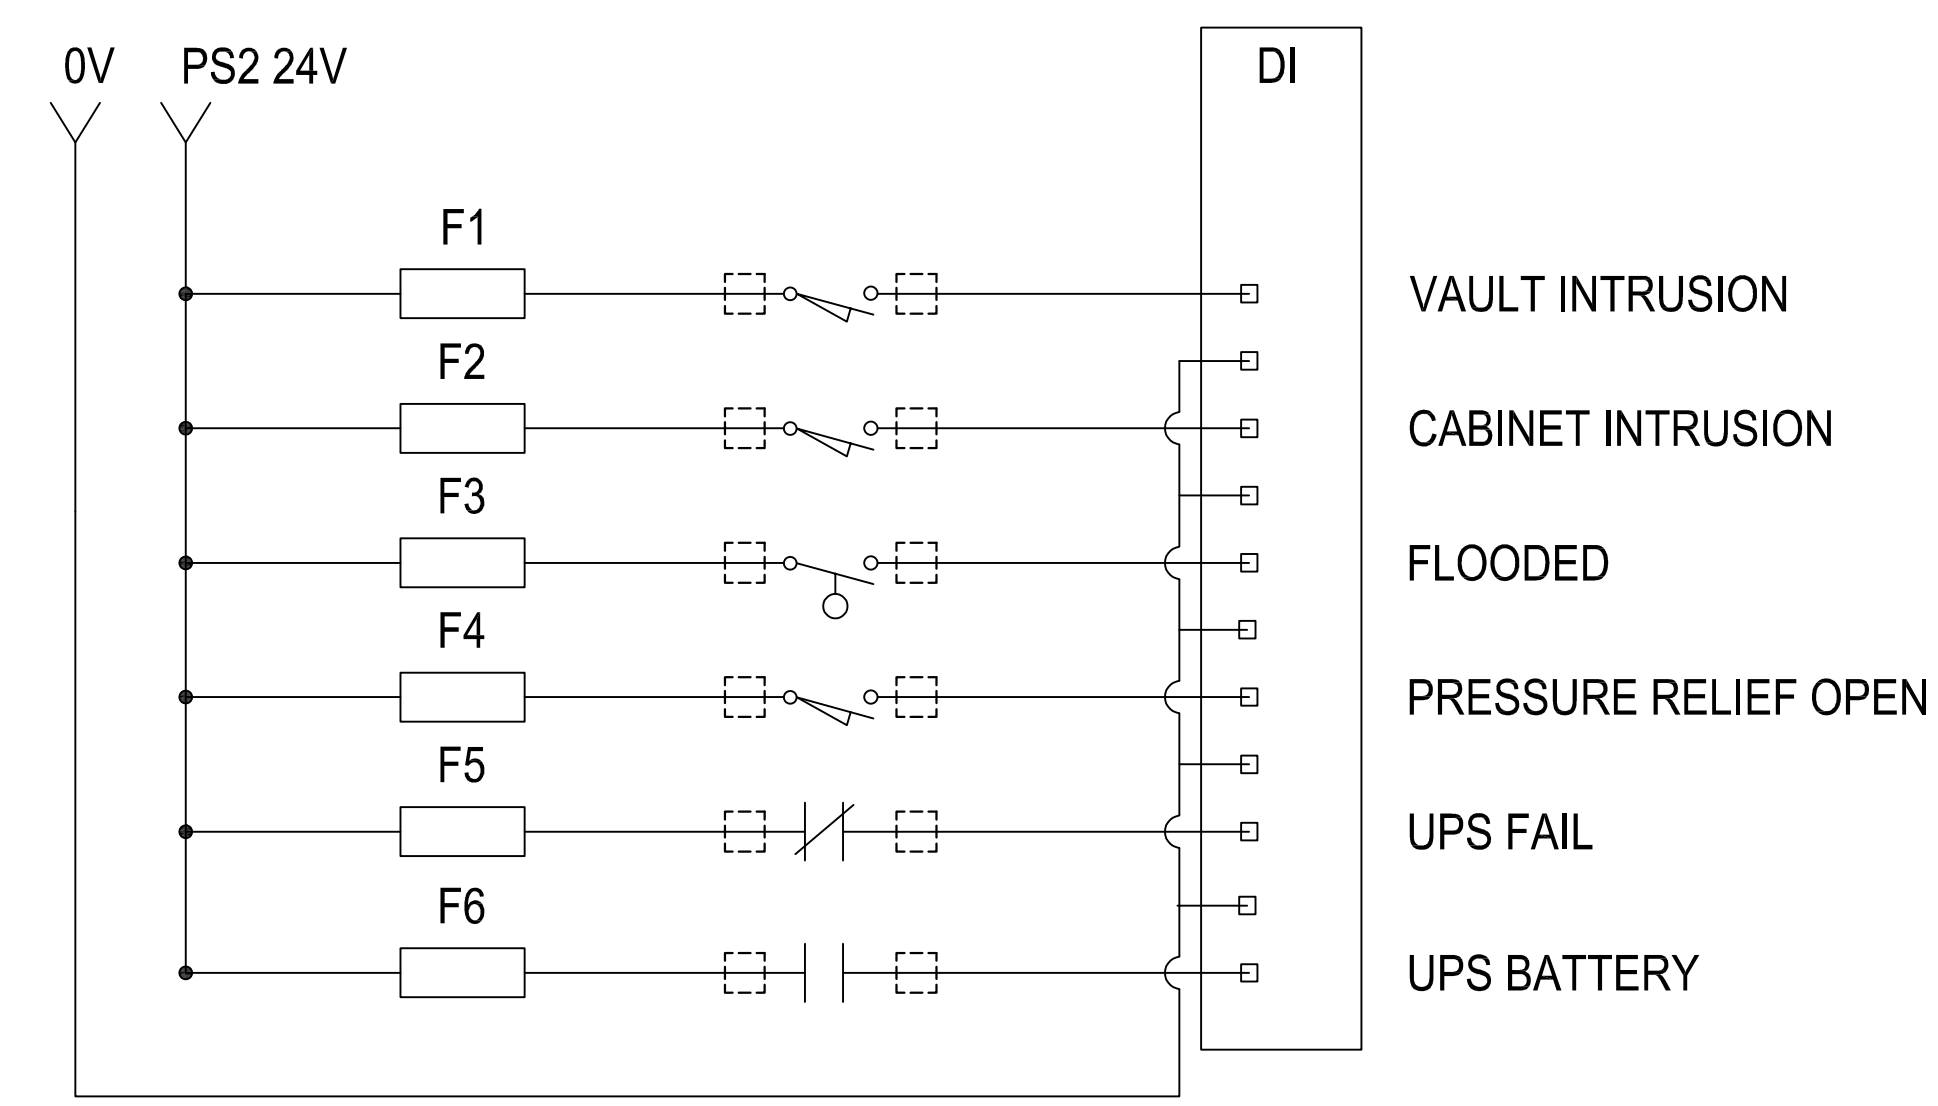 0V PS2 24V DI
F1
VAULT INTRUSION
F2
CABINET INTRUSION
F3
FLOODED
F4
PRESSURE RELIEF OPEN
F5
UPS FAIL
F6
UPS BATTERY